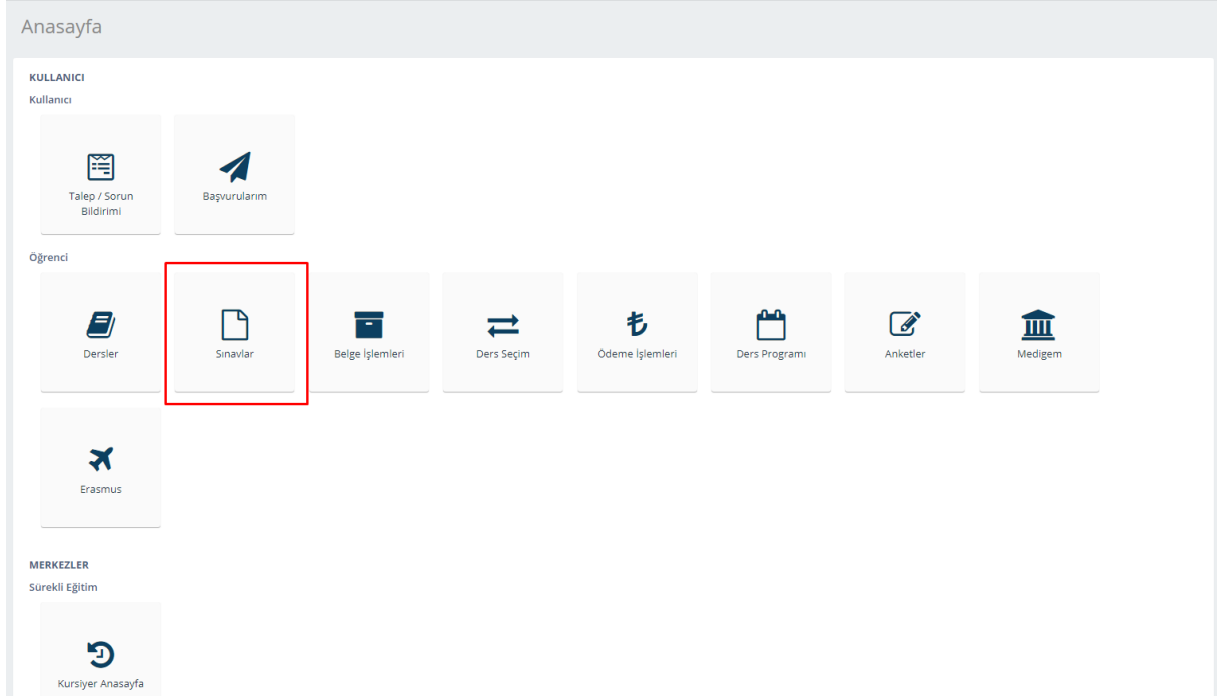 Anasayfa
KULLANICI
Kullanıcı
Talep / Sorun
Bildirimi
Başvurularım
Öğrenci
Dersler
Sınavlar
Belge İşlemleri
Ders Seçim
Ödeme İşlemleri
Ders Programı
Anketler
Medigem
Erasmus
MERKEZLER
Sürekli Eğitim
Kursiyer Anasayfa